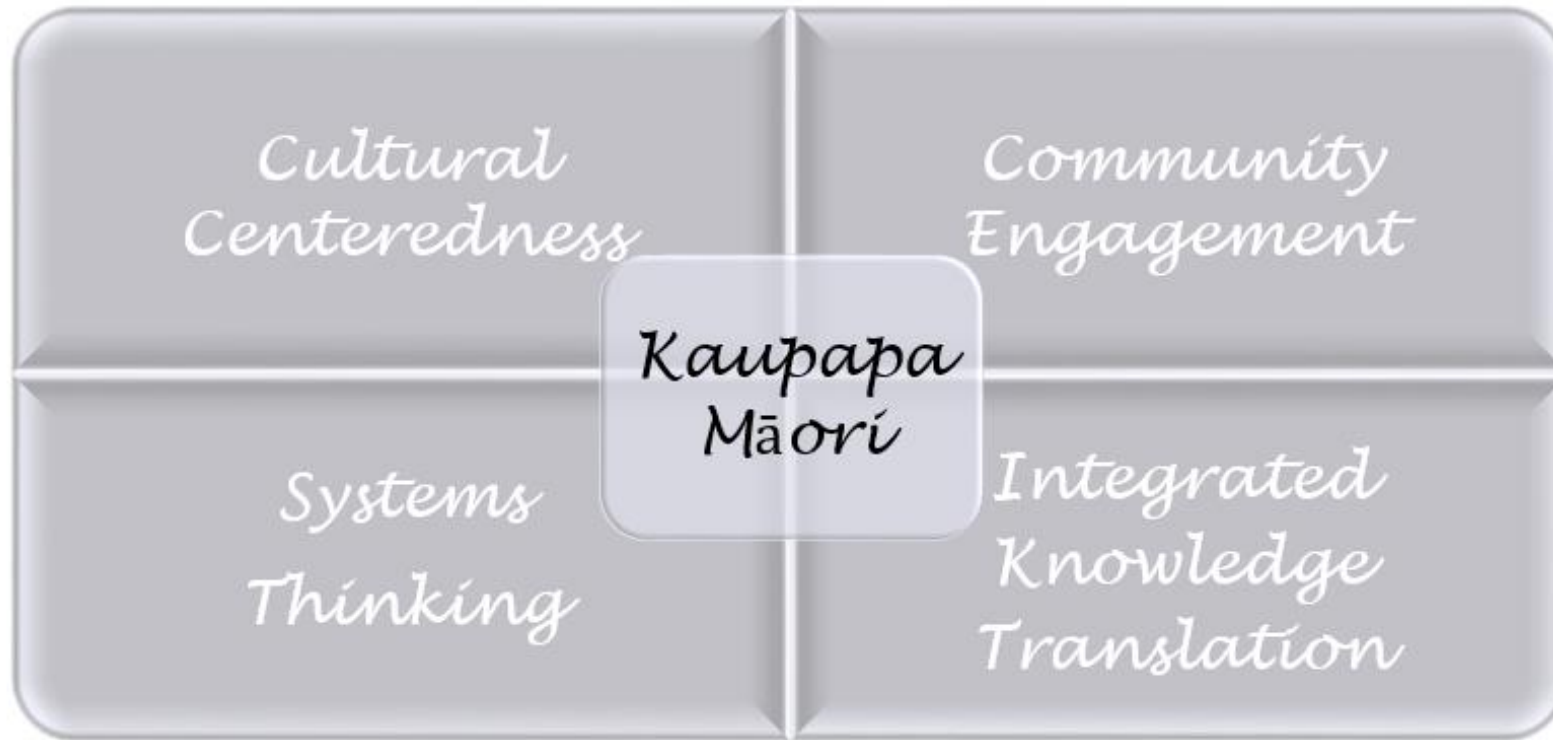 Cultural
Centeredness
Community
Engagement
Kaupapa
Māori
Systems
Thinking
Integrated
Knowledge
Translation